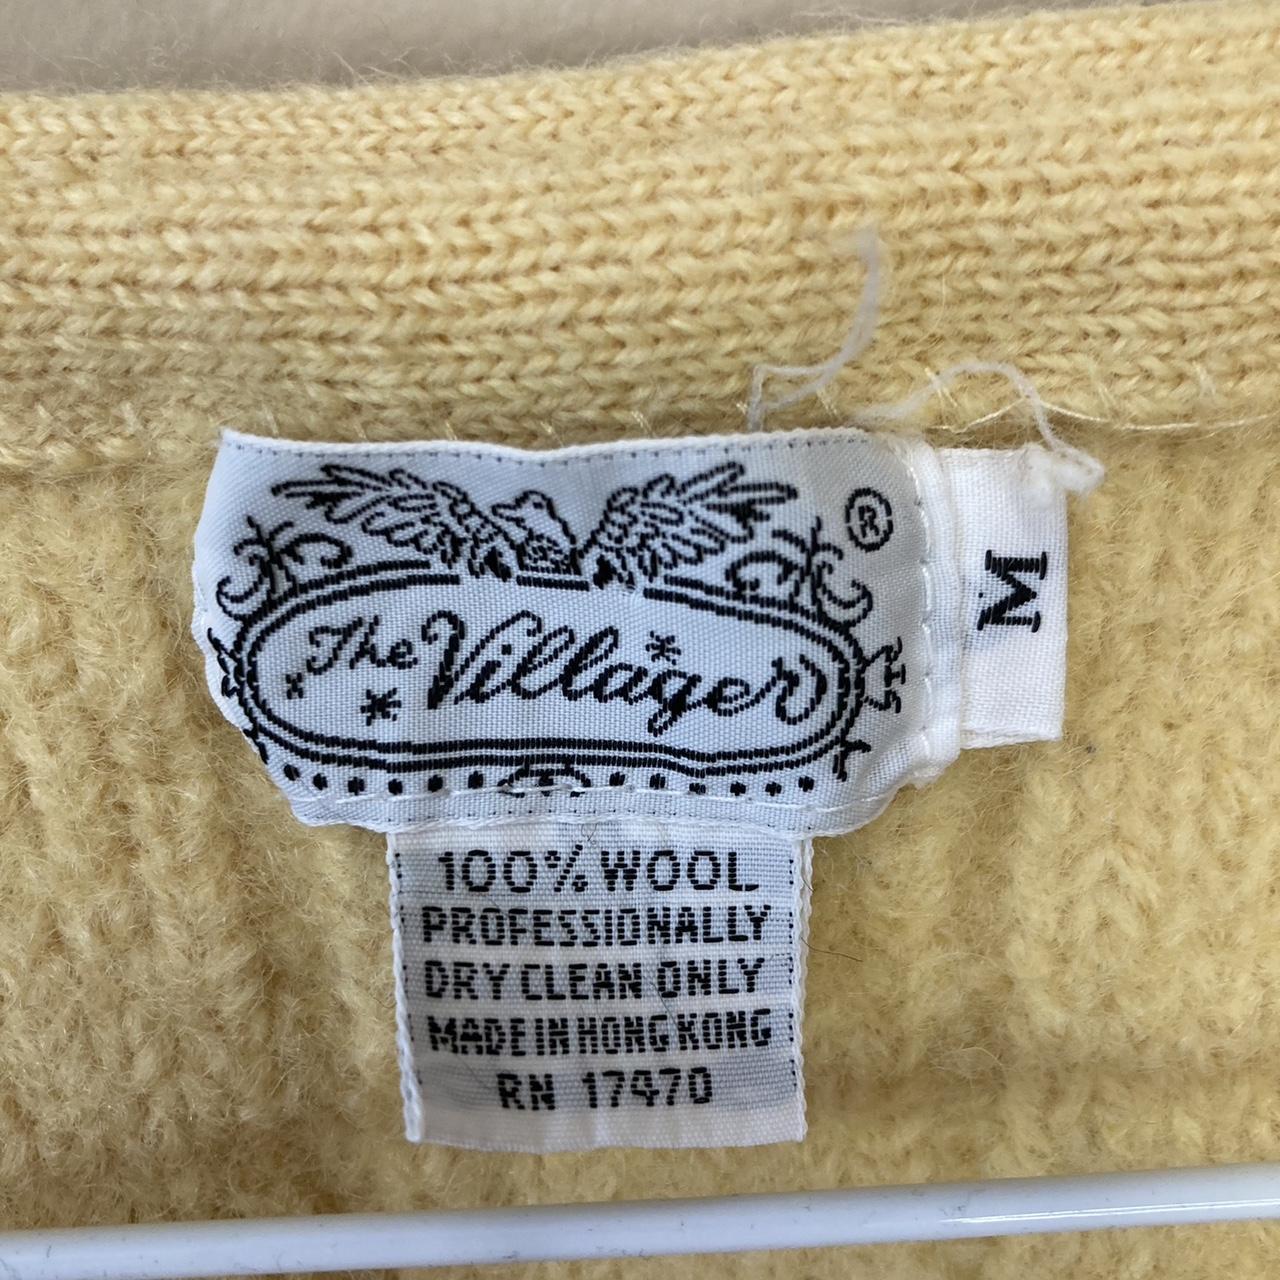 The Villager
®
M
100% WOOL
PROFESSIONALLY
DRY CLEAN ONLY
MADE IN HONG KONG
RN 17470